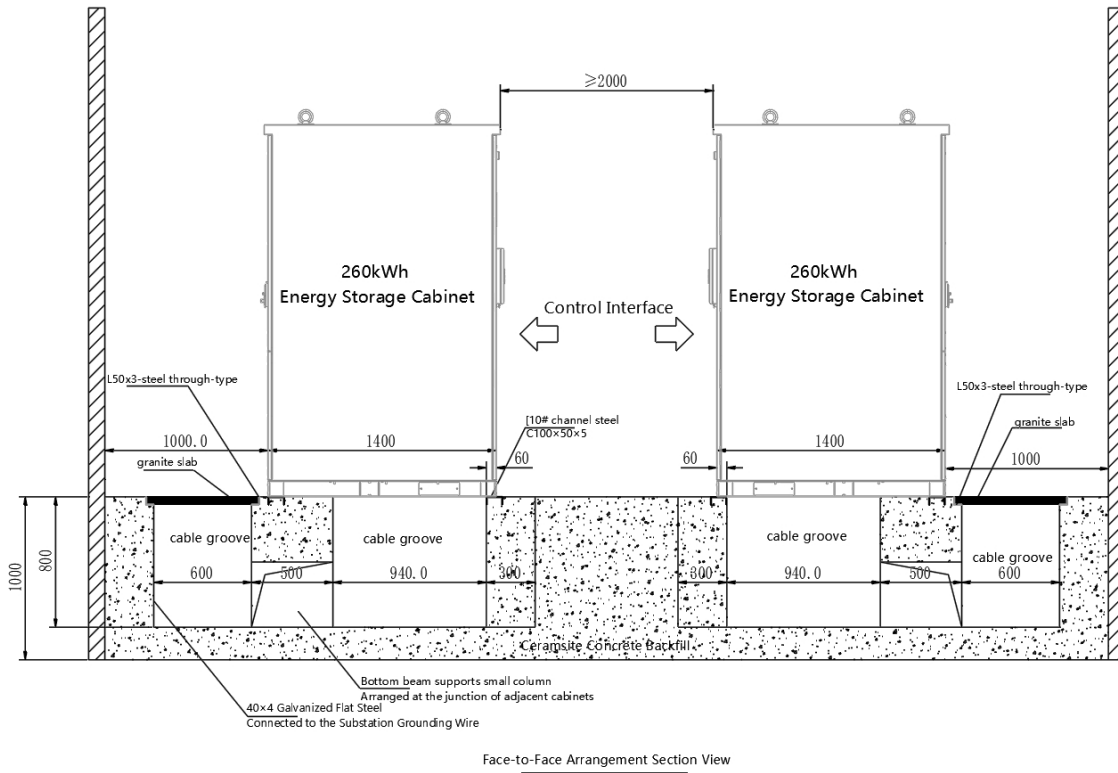 ≥2000
260kWh
Energy Storage Cabinet
260kWh
Energy Storage Cabinet
Control Interface
L50x3-steel through-type
L50x3-steel through-type
[10# channel steel
C100×50×5
granite slab
1000.0
1400
60
60
1400
1000
granite slab
cable groove
cable groove
cable groove
cable groove
1000
800
600
500
940.0
300
300
940.0
500
600
Ceramsite Concrete Backfill
Bottom beam supports small column
Arranged at the junction of adjacent cabinets
40×4 Galvanized Flat Steel
Connected to the Substation Grounding Wire
Face-to-Face Arrangement Section View